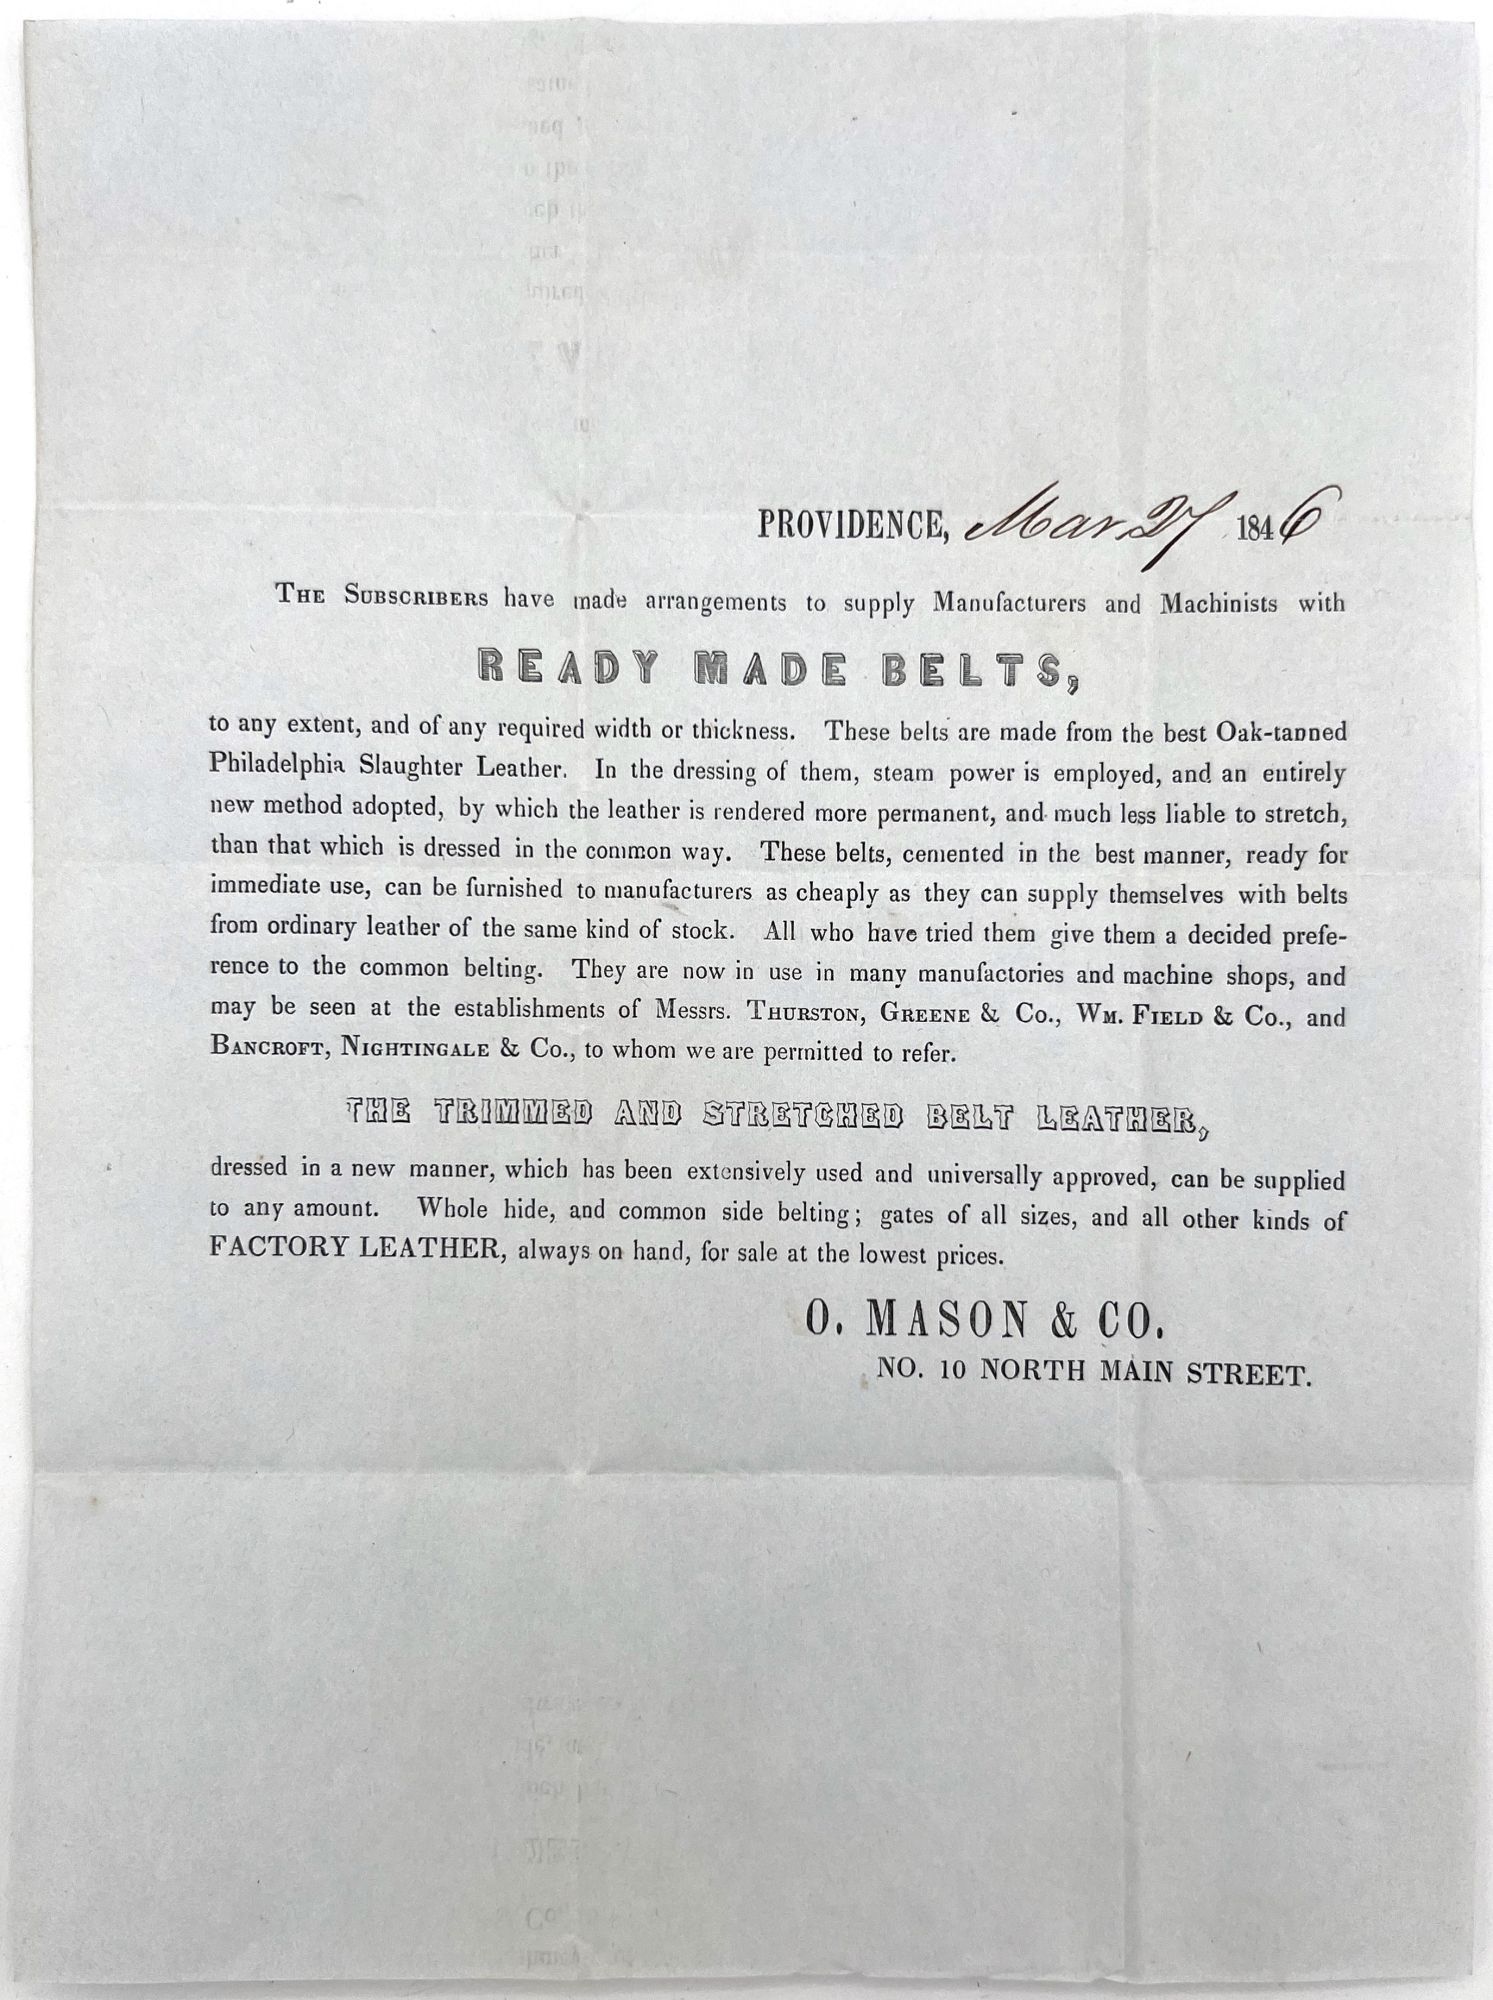 PROVIDENCE, Mar 27 1846
THE SUBSCRIBERS have made arrangements to supply Manufacturers and Machinists with
READY MADE BELTS,
to any extent, and of any required width or thickness. These belts are made from the best Oak-tanned
Philadelphia Slaughter Leather. In the dressing of them, steam power is employed, and an entirely
new method adopted, by which the leather is rendered more permanent, and much less liable to stretch,
than that which is dressed in the common way. These belts, cemented in the best manner, ready for
immediate use, can be furnished to manufacturers as cheaply as they can supply themselves with belts
from ordinary leather of the same kind of stock. All who have tried them give them a decided prefe-
rence to the common belting. They are now in use in many manufactories and machine shops, and
may be seen at the establishments of Messrs. THURSTON, GREENE & Co., WM. FIELD & Co., and
BANCROFT, NIGHTINGALE & Co., to whom we are permitted to refer.
THE TRIMMED AND STRETCHED BELT LEATHER,
dressed in a new manner, which has been extensively used and universally approved, can be supplied
to any amount. Whole hide, and common side belting; gates of all sizes, and all other kinds of
FACTORY LEATHER, always on hand, for sale at the lowest prices.
O. MASON & CO.
NO. 10 NORTH MAIN STREET.